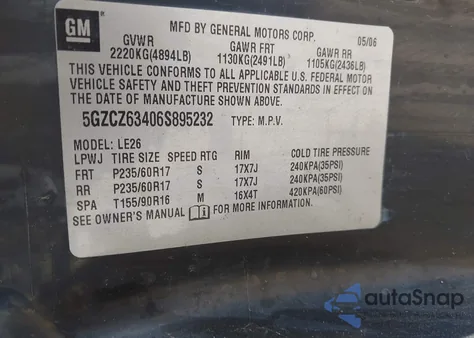 GM
MFD BY GENERAL MOTORS CORP. 05/06
GVWR GAWR FRT GAWR RR
2220KG(4894LB) 1130KG(2491LB) 1105KG(2436LB)
THIS VEHICLE CONFORMS TO ALL APPLICABLE U.S. FEDERAL MOTOR
VEHICLE SAFETY AND THEFT PREVENTION STANDARDS IN EFFECT ON
THE DATE OF MANUFACTURE SHOWN ABOVE.
5GZCZ63406S895232 TYPE: M.P.V.
MODEL: LE26
LPWJ TIRE SIZE SPEED RTG RIM COLD TIRE PRESSURE
FRT P235/60R17 S 17X7J 240KPA(35PSI)
RR P235/60R17 S 17X7J 240KPA(35PSI)
SPA T155/90R16 M 16X4T 420KPA(60PSI)
SEE OWNER'S MANUAL FOR MORE INFORMATION.
autoSnap